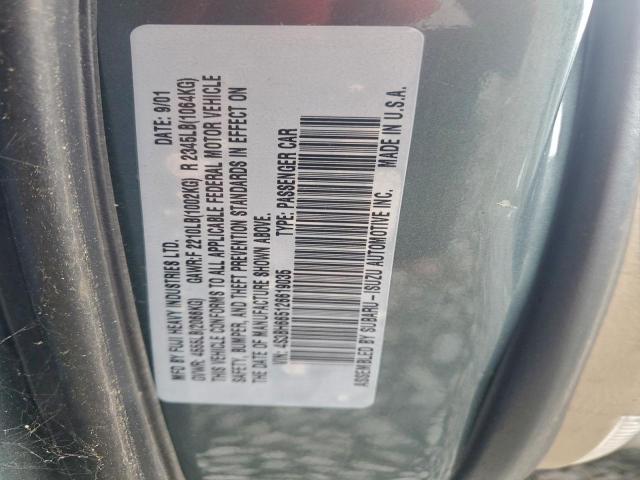 MFD BY FUJI HEAVY INDUSTRIES LTD. DATE: 9/01
GVWR: 4555LB(2066KG) GAWR:F 2210LB(1002KG) R 2345LB(1064KG)
THIS VEHICLE CONFORMS TO ALL APPLICABLE FEDERAL MOTOR VEHICLE
SAFETY, BUMPER, AND THEFT PREVENTION STANDARDS IN EFFECT ON
THE DATE OF MANUFACTURE SHOWN ABOVE.
VIN: 4S3BH665126619036 TYPE: PASSENGER CAR
ASSEMBLED BY SUBARU-ISUZU AUTOMOTIVE INC. MADE IN U.S.A.